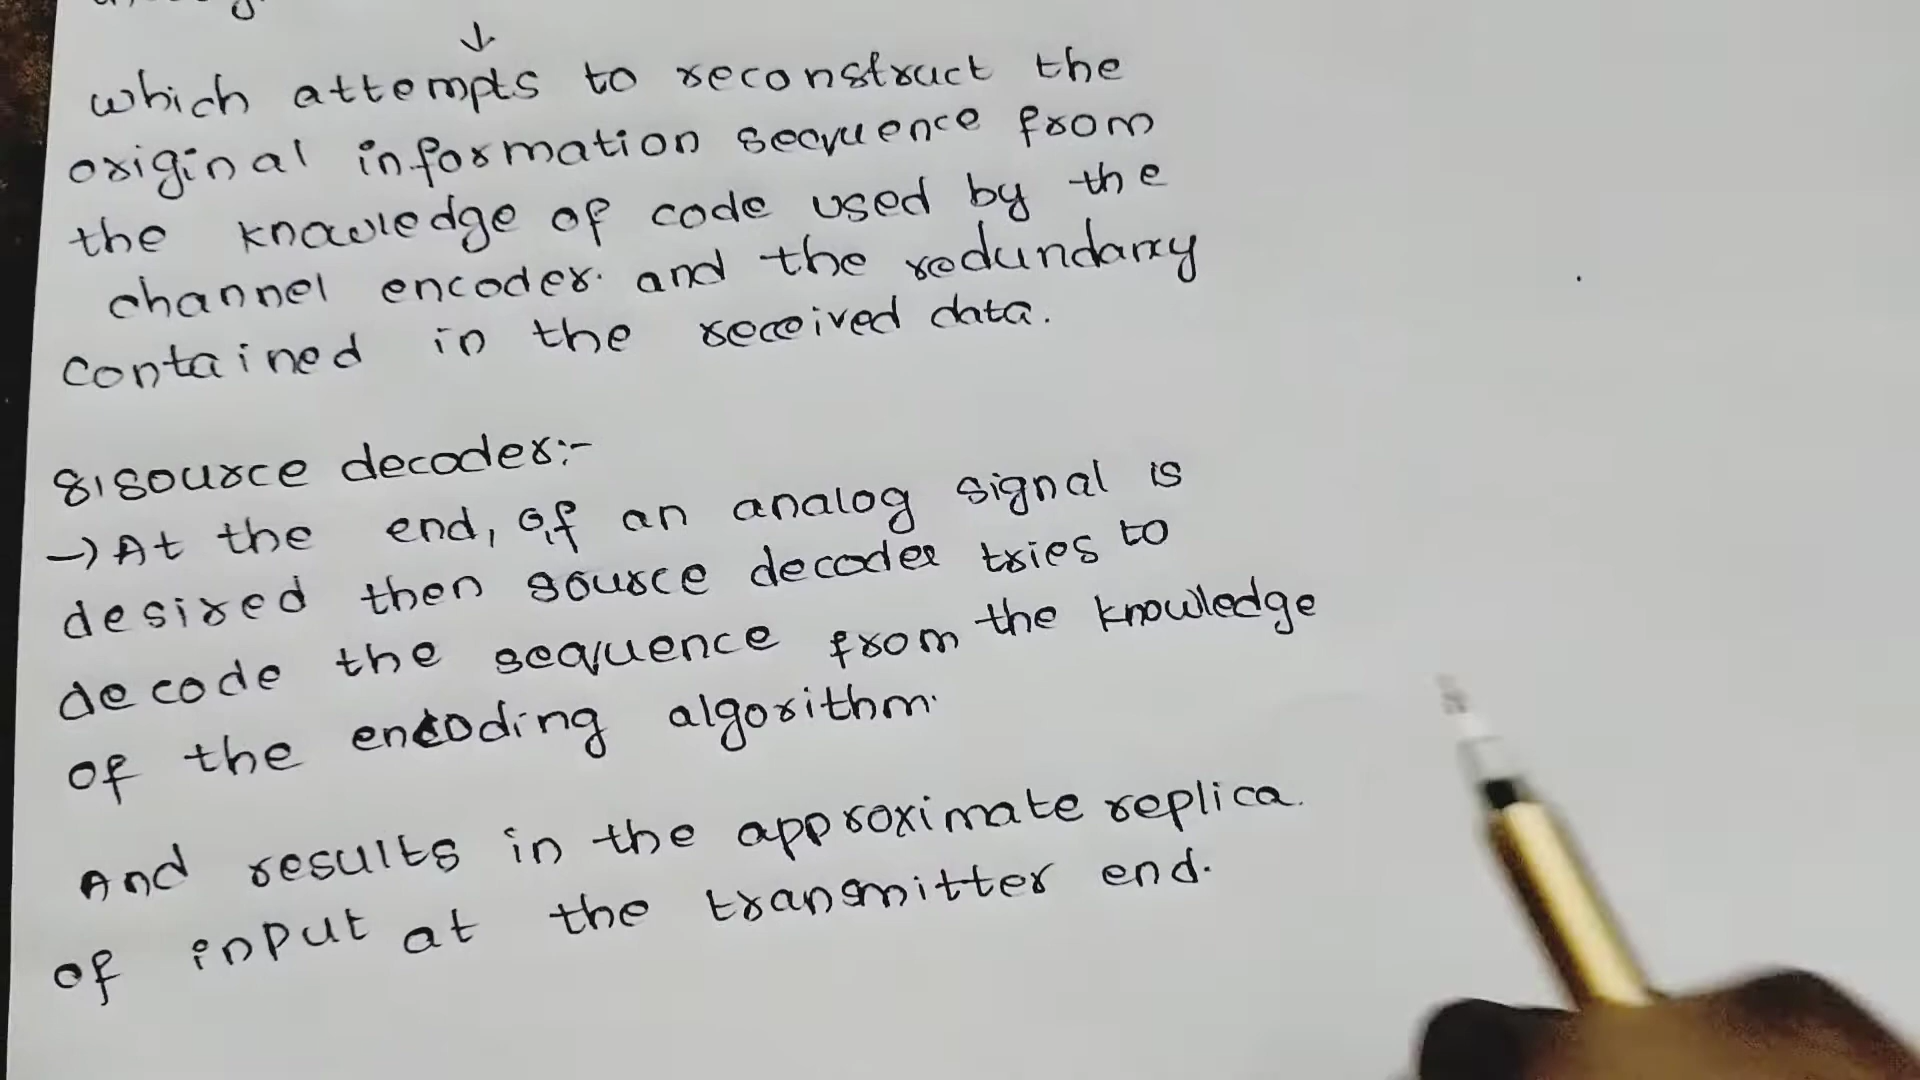 ↓
which attempts to reconstruct the
original information sequence from
the knowledge of code used by the
channel encoder. and the redundancy
contained in the received data.
8, source decoder:-
→ At the end, if an analog signal is
desired then source decoder tries to
decode the sequence from the knowledge
of the encoding algorithm.
And results in the approximate replica.
of input at the transmitter end.